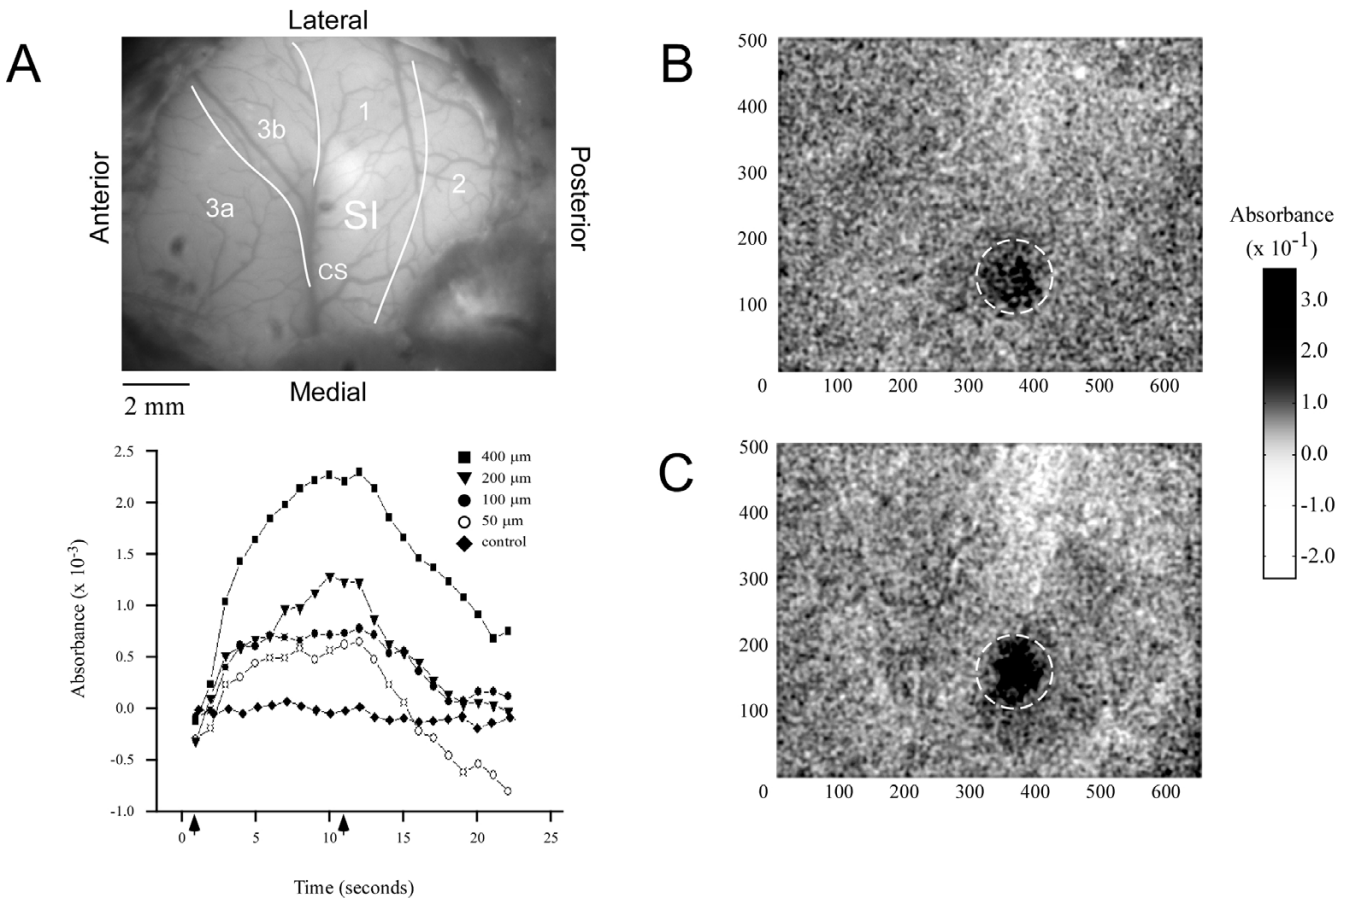 A
Lateral
Anterior
Posterior
3b
1
3a
2
SI
CS
2 mm
Medial
2.5
2.0
1.5
1.0
0.5
0.0
-0.5
-1.0
Absorbance (x 10-3)
400 µm
200 µm
100 µm
50 µm
control
0 5 10 15 20 25
Time (seconds)
B
500
400
300
200
100
0 100 200 300 400 500 600
C
500
400
300
200
100
0 100 200 300 400 500 600
Absorbance
(x 10-1)
3.0
2.0
1.0
0.0
-1.0
-2.0